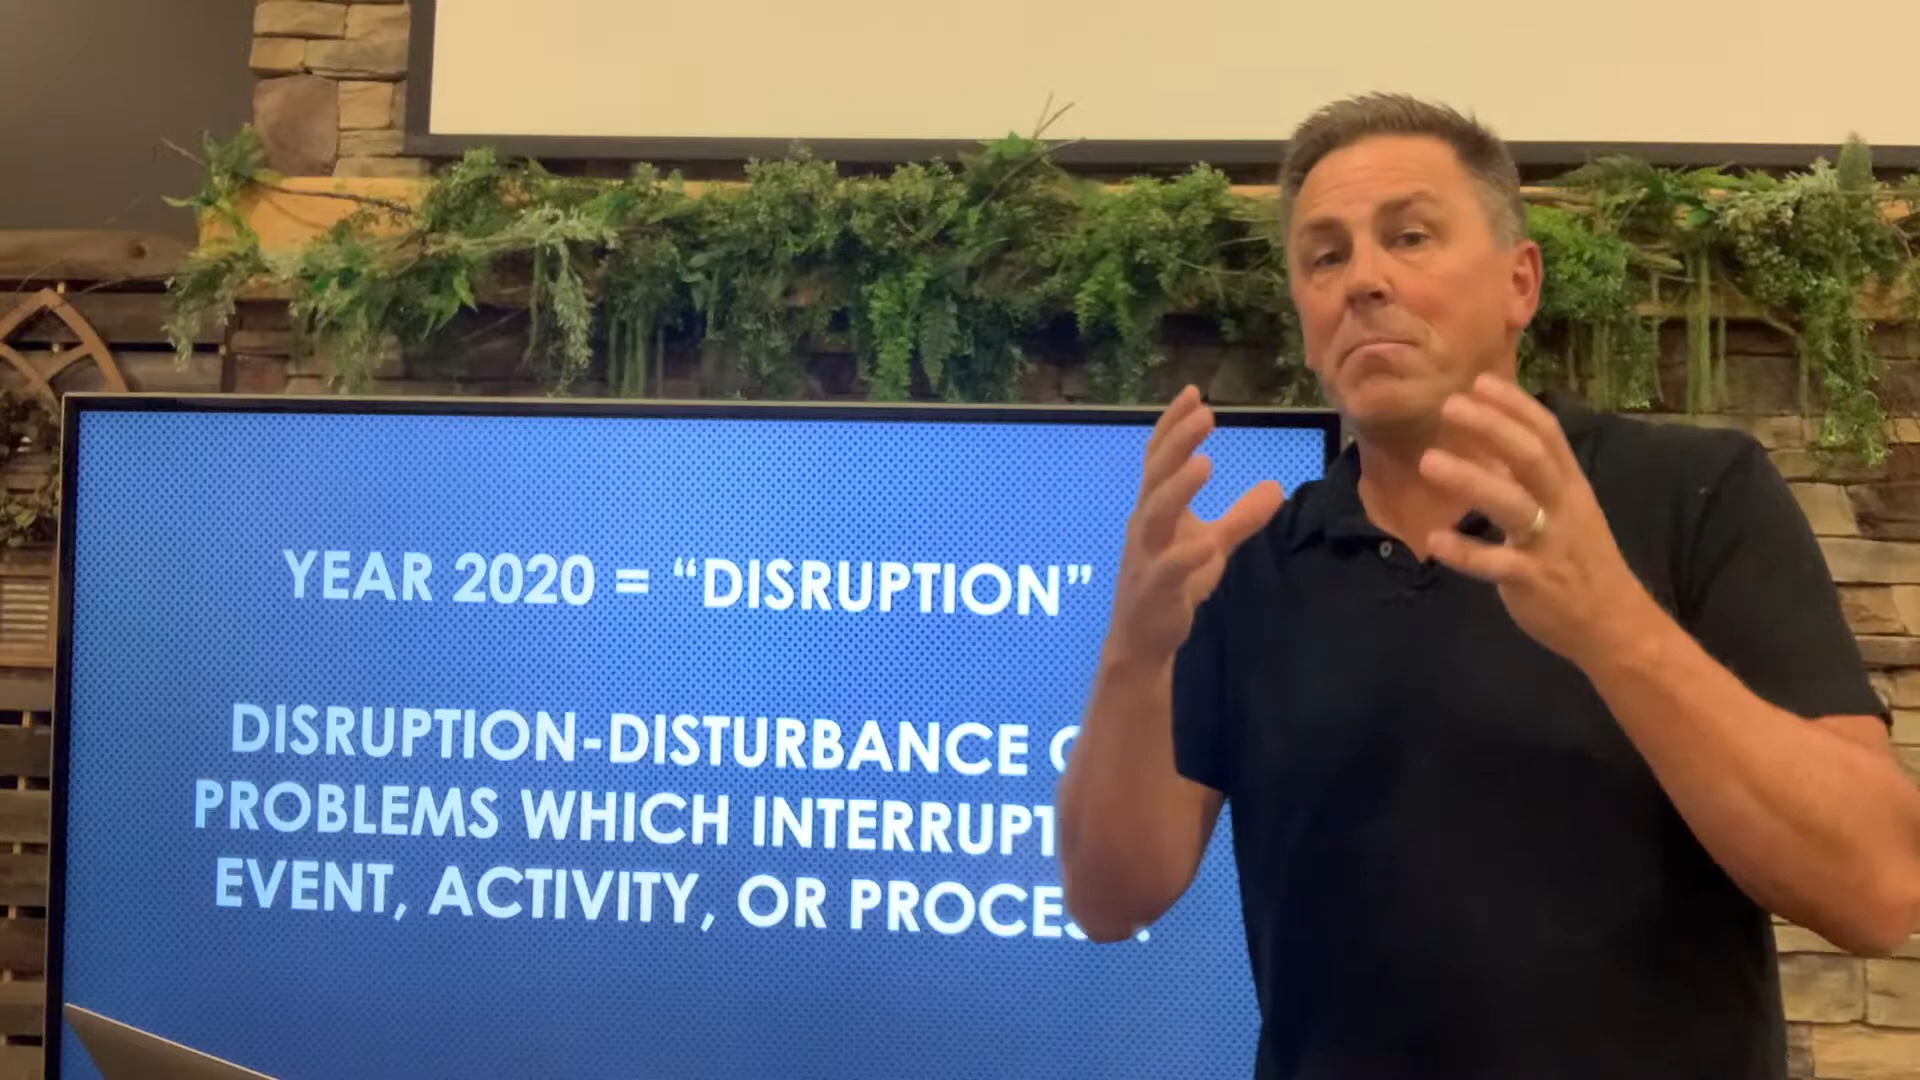 YEAR 2020 = “DISRUPTION”
DISRUPTION-DISTURBANCE
PROBLEMS WHICH INTERRUPT
EVENT, ACTIVITY, OR